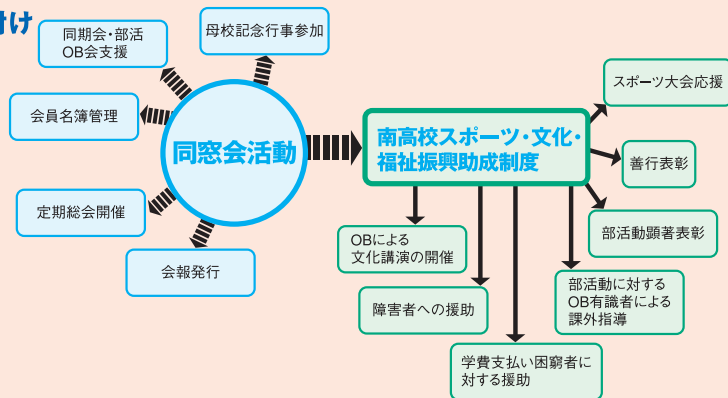 付け
同期会・部活
OB会支援
母校記念行事参加
会員名簿管理
定期総会開催
会報発行
同窓会活動
南高校スポーツ・文化・
福祉振興助成制度
スポーツ大会応援
善行表彰
部活動顕著表彰
OBによる
文化講演の開催
障害者への援助
部活動に対する
OB有識者による
課外指導
学費支払い困窮者に
対する援助